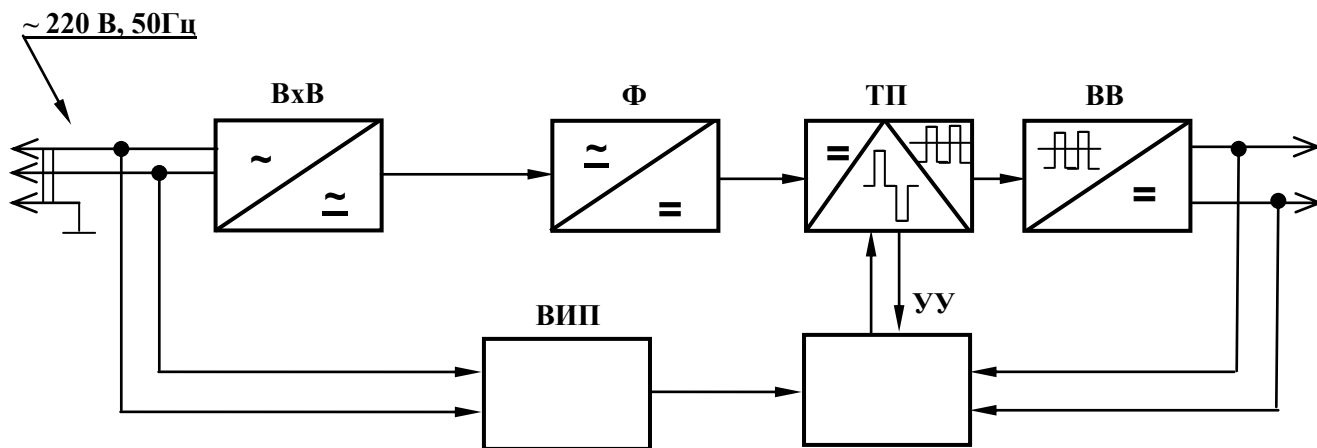 ~ 220 В, 50Гц
ВхВ
Ф
ТП
ВВ
~
≂
≂
=
=
=
ВИП
УУ